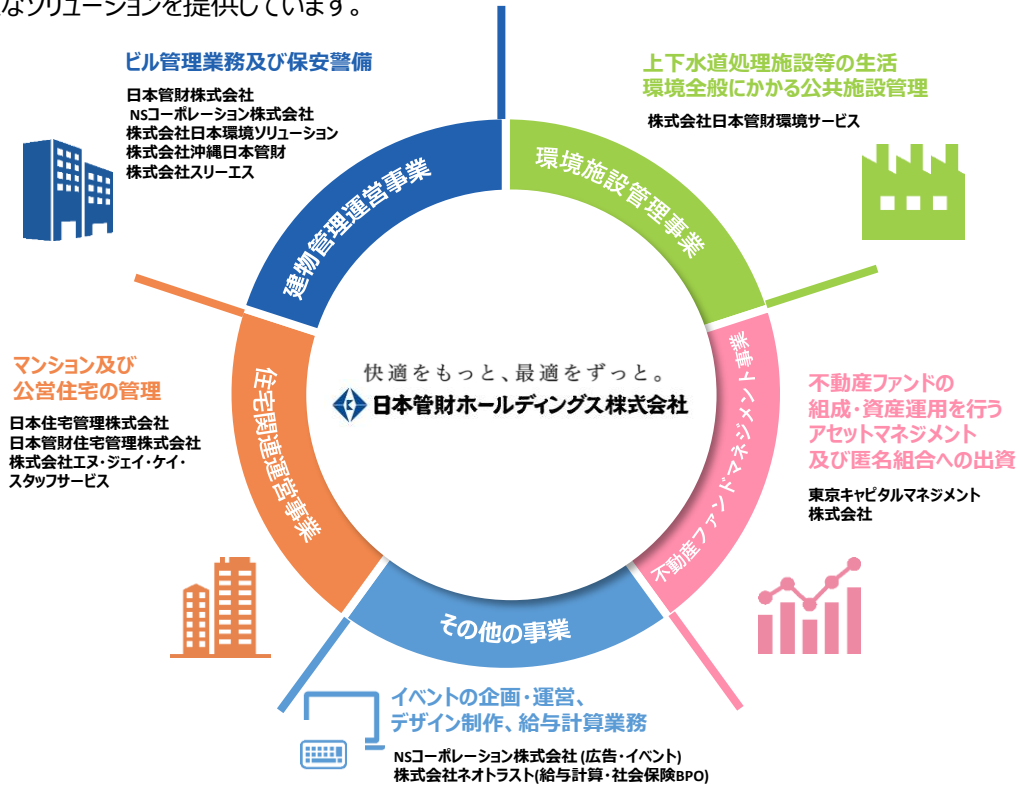 なソリューションを提供しています。
ビル管理業務及び保安警備
日本管財株式会社
NSコーポレーション株式会社
株式会社日本環境ソリューション
株式会社沖縄日本管財
株式会社スリーエス
上下水道処理施設等の生活
環境全般にかかる公共施設管理
株式会社日本管財環境サービス
建物管理運営事業
環境施設管理事業
マンション及び
公営住宅の管理
日本住宅管理株式会社
日本管財住宅管理株式会社
株式会社エヌ・ジェイ・ケイ・
スタッフサービス
住宅関連運営事業
快適をもっと、最適をずっと。
日本管財ホールディングス株式会社
不動産ファンドマネジメント事業
不動産ファンドの
組成・資産運用を行う
アセットマネジメント
及び匿名組合への出資
東京キャピタルマネジメント
株式会社
その他の事業
イベントの企画・運営、
デザイン制作、給与計算業務
NSコーポレーション株式会社 (広告・イベント)
株式会社ネオトラスト(給与計算・社会保険BPO)